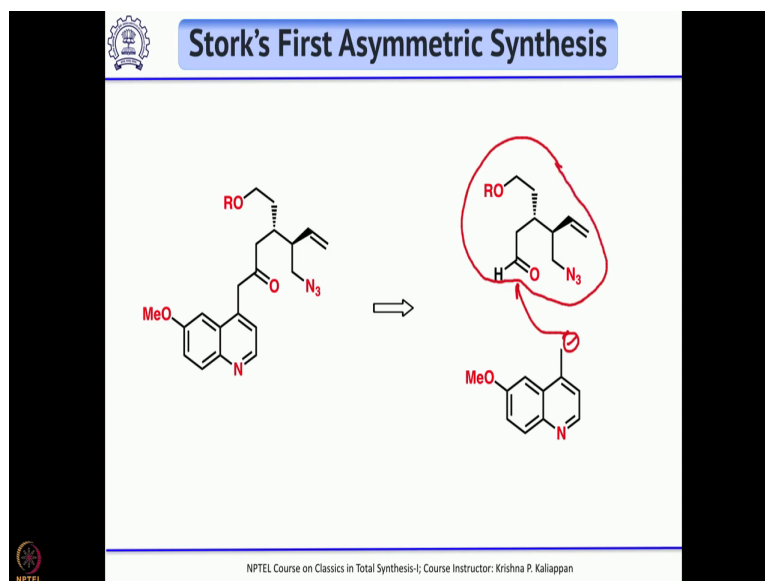 Stork's First Asymmetric Synthesis
RO
O
N3
MeO
N
RO
H
O
N3
MeO
N
NPTEL Course on Classics in Total Synthesis-I; Course Instructor: Krishna P. Kaliappan
NPTEL